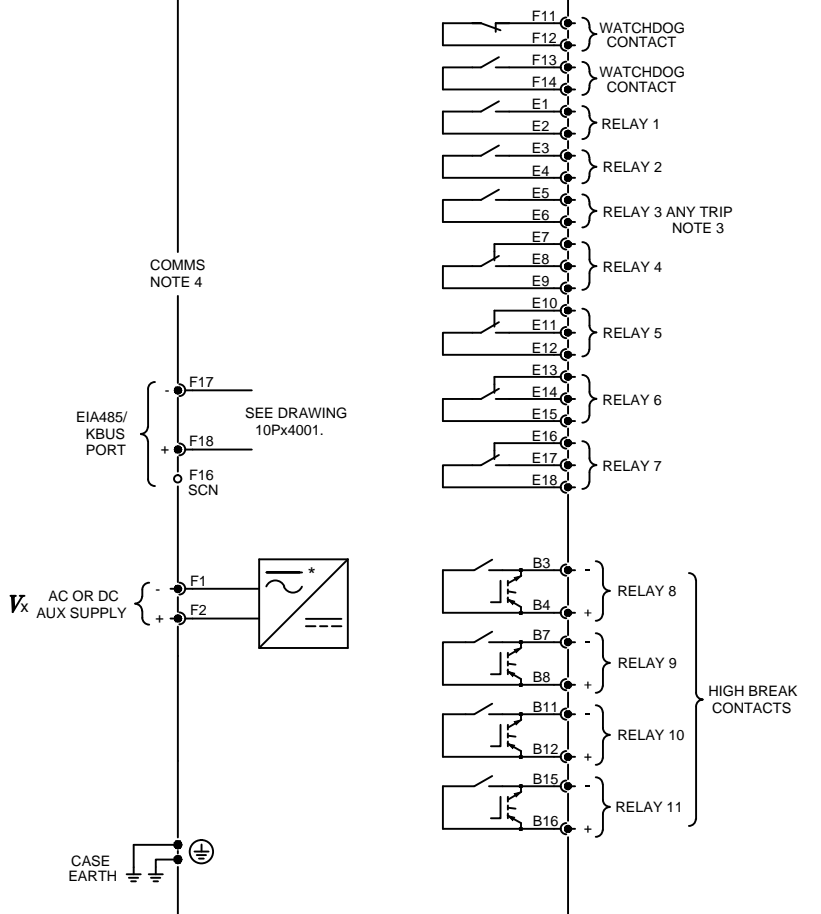 COMMS
NOTE 4
- F17
EIA485/
KBUS
PORT
SEE DRAWING
10Px4001.
+ F18
F16
SCN
Vx AC OR DC
AUX SUPPLY
- F1
+ F2
*
CASE
EARTH
F11
F12
WATCHDOG
CONTACT
F13
F14
WATCHDOG
CONTACT
E1
E2
RELAY 1
E3
E4
RELAY 2
E5
E6
RELAY 3 ANY TRIP
NOTE 3
E7
E8
E9
RELAY 4
E10
E11
E12
RELAY 5
E13
E14
E15
RELAY 6
E16
E17
E18
RELAY 7
B3 -
B4 +
RELAY 8
B7 -
B8 +
RELAY 9
B11 -
B12 +
RELAY 10
B15 -
B16 +
RELAY 11
HIGH BREAK
CONTACTS